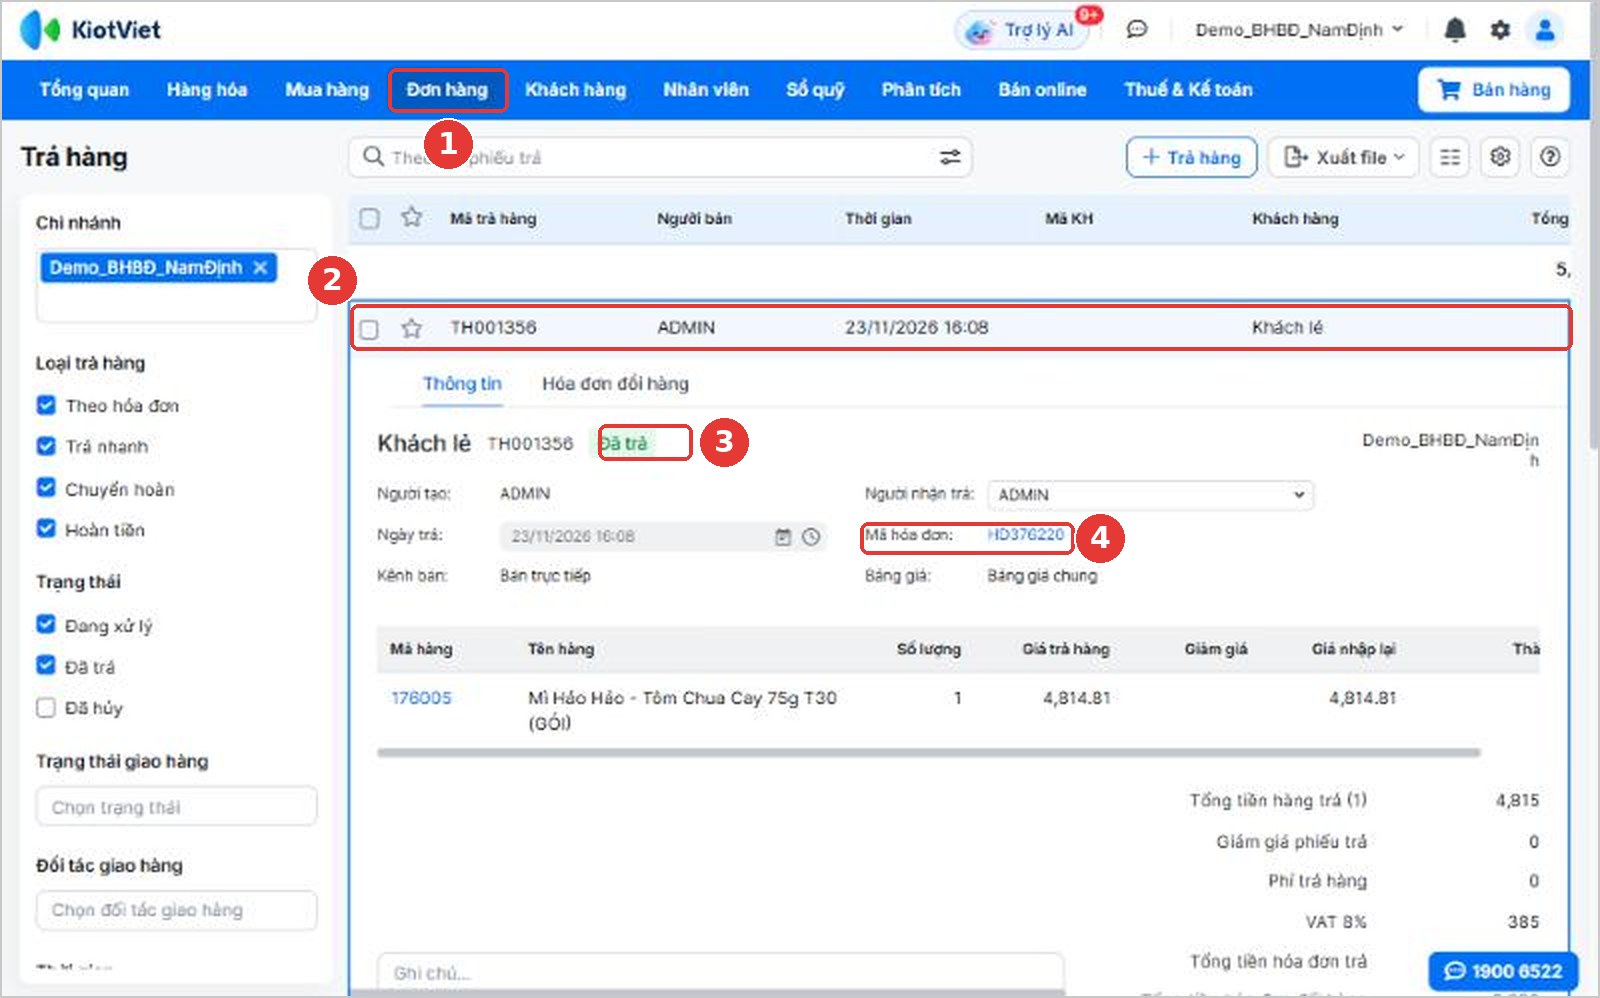 KiotViet
Trợ lý AI
9+
Demo_BHBĐ_NamĐịnh
Tổng quan
Hàng hóa
Mua hàng
Đơn hàng
Khách hàng
Nhân viên
Sổ quỹ
Phân tích
Bán online
Thuế & Kế toán
Bán hàng
1
Trả hàng
Theo phiếu trả
+ Trả hàng
Xuất file
Chi nhánh
Demo_BHBĐ_NamĐịnh ×
2
Mã trả hàng
Người bán
Thời gian
Mã KH
Khách hàng
Tổng
5,
TH001356
ADMIN
23/11/2026 16:08
Khách lẻ
Loại trả hàng
Theo hóa đơn
Trả nhanh
Chuyển hoàn
Hoàn tiền
Trạng thái
Đang xử lý
Đã trả
Đã hủy
Trạng thái giao hàng
Chọn trạng thái
Đối tác giao hàng
Chọn đối tác giao hàng
Thông tin
Hóa đơn đổi hàng
Khách lẻ TH001356 Đã trả
3
Demo_BHBĐ_NamĐịn
h
Người tạo: ADMIN
Người nhận trả: ADMIN
Ngày trả: 23/11/2026 16:08
Mã hóa đơn: HD376220
4
Kênh bán: Bán trực tiếp
Bảng giá: Bảng giá chung
Mã hàng
Tên hàng
Số lượng
Giá trả hàng
Giảm giá
Giá nhập lại
Thà
176005
Mì Hảo Hảo - Tôm Chua Cay 75g T30
(GÓI)
1
4,814.81
4,814.81
Tổng tiền hàng trả (1) 4,815
Giảm giá phiếu trả 0
Phí trả hàng 0
VAT 8% 385
Tổng tiền hóa đơn trả
Ghi chú...
1900 6522